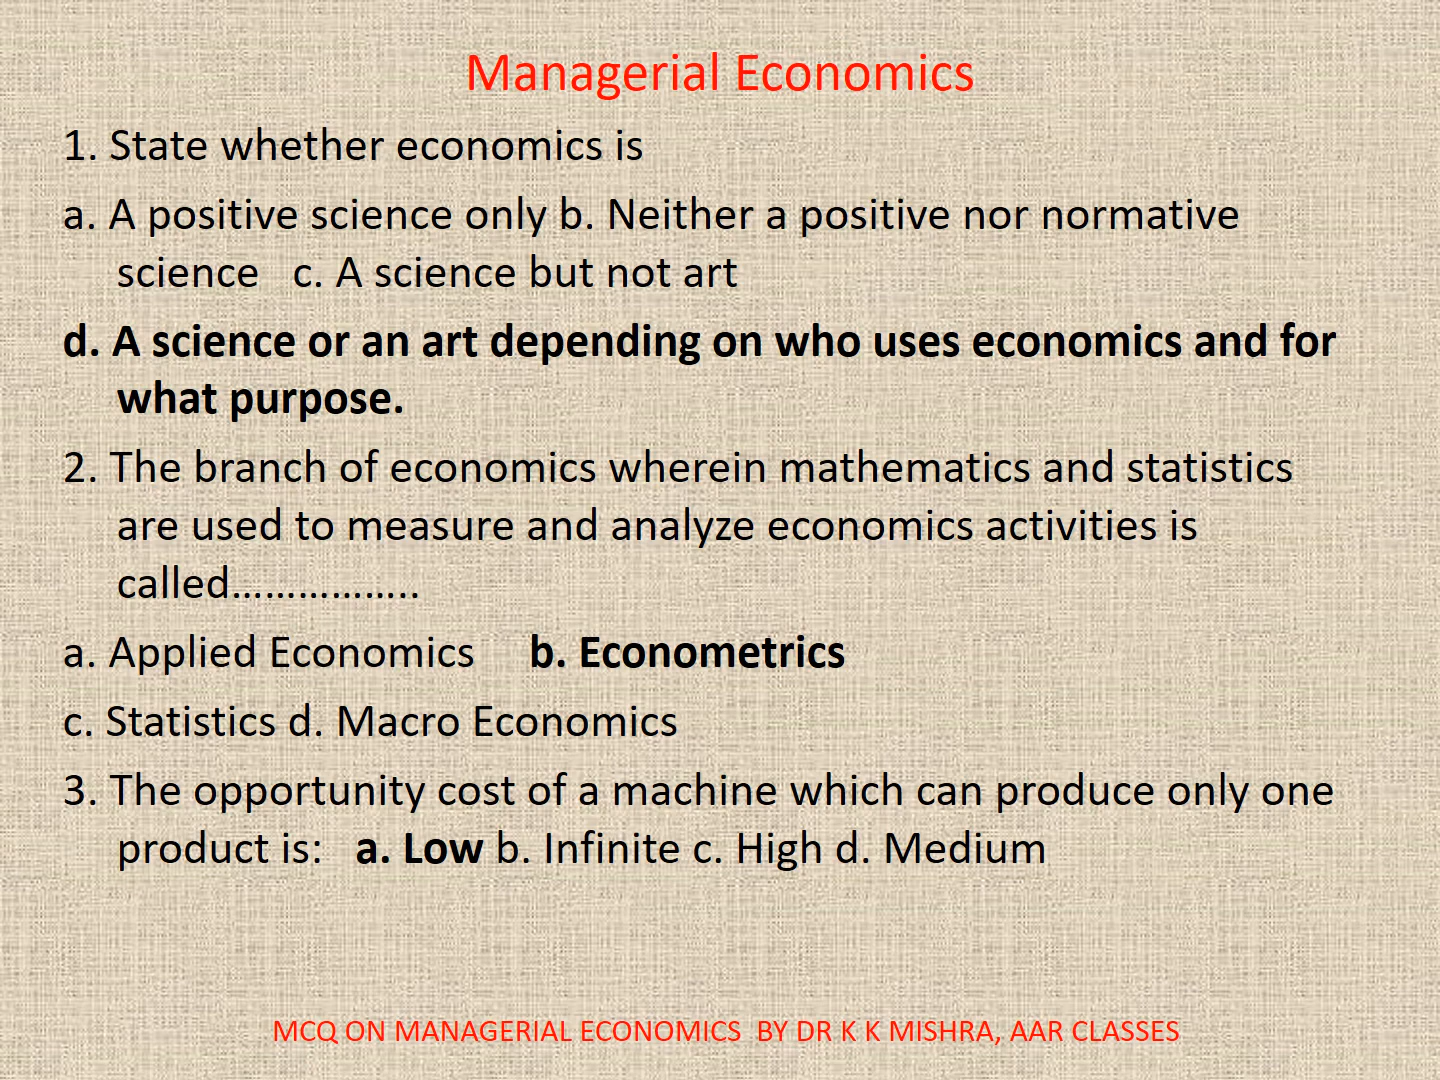 Managerial Economics
1. State whether economics is
a. A positive science only b. Neither a positive nor normative
science   c. A science but not art
d. A science or an art depending on who uses economics and for
what purpose.
2. The branch of economics wherein mathematics and statistics
are used to measure and analyze economics activities is
called……………..
a. Applied Economics     b. Econometrics
c. Statistics d. Macro Economics
3. The opportunity cost of a machine which can produce only one
product is:   a. Low b. Infinite c. High d. Medium
MCQ ON MANAGERIAL ECONOMICS  BY DR K K MISHRA, AAR CLASSES